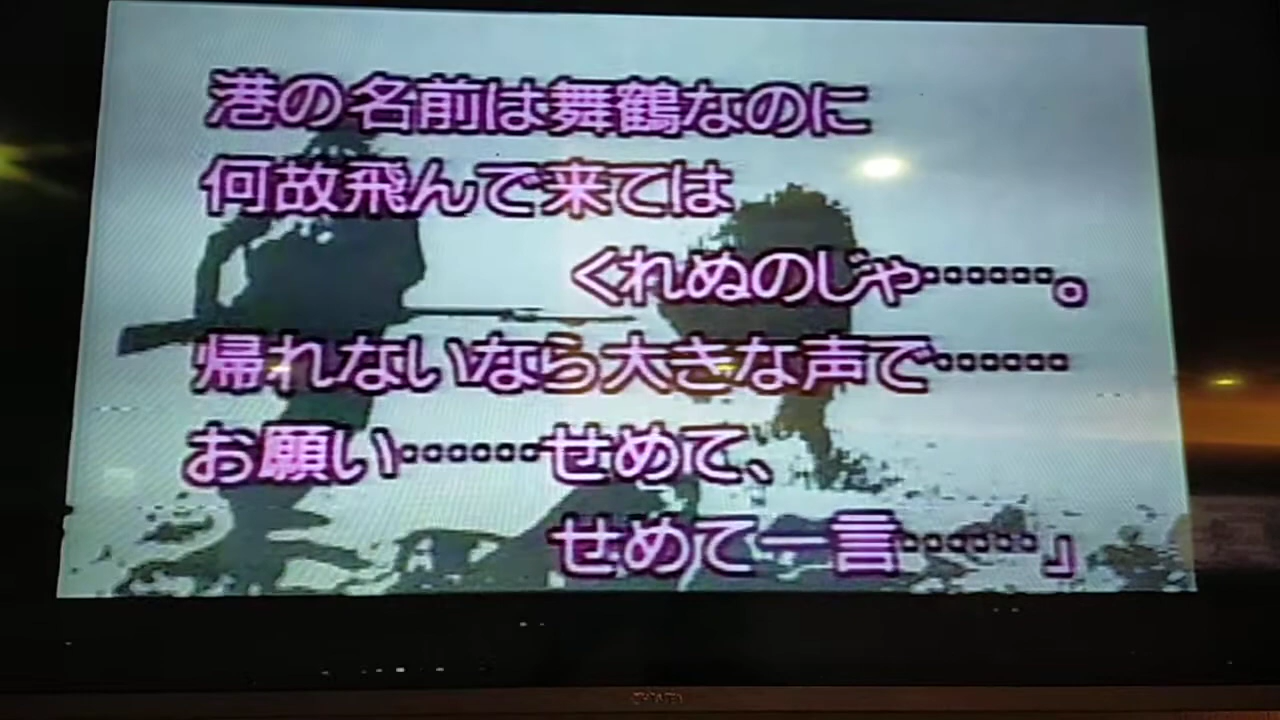 港の名前は舞鶴なのに
何故飛んで来ては
くれぬのじゃ……。
帰れないなら大きな声で……
お願い……せめて、
せめて一言……」